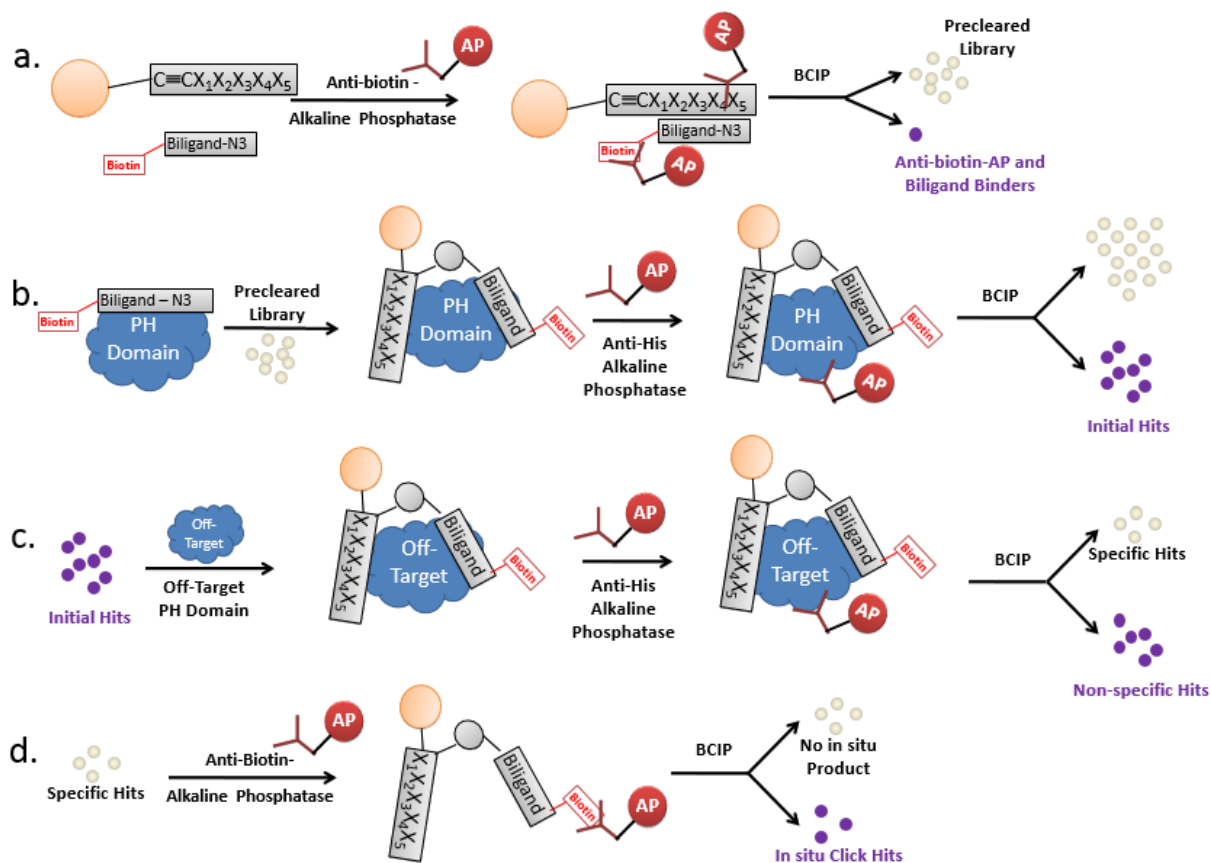 a.
C≡CX1X2X3X4X5
Biotin
Biligand-N3
AP
Anti-biotin -
Alkaline Phosphatase
AP
C≡CX1X2X3X4X5
Biligand-N3
Biotin
AP
BCIP
Precleared
Library
Anti-biotin-AP and
Biligand Binders
b.
Biotin
Biligand – N3
PH
Domain
Precleared
Library
X1X2X3X4X5
PH
Domain
Biligand
Biotin
AP
Anti-His
Alkaline
Phosphatase
X1X2X3X4X5
PH
Domain
Biligand
Biotin
AP
BCIP
Initial Hits
c.
Initial Hits
Off-
Target
Off-Target
PH Domain
X1X2X3X4X5
Off-
Target
Biligand
Biotin
AP
Anti-His
Alkaline
Phosphatase
X1X2X3X4X5
Off-
Target
Biligand
Biotin
AP
BCIP
Specific Hits
Non-specific Hits
d.
Specific Hits
AP
Anti-Biotin-
Alkaline Phosphatase
X1X2X3X4X5
Biligand
Biotin
AP
BCIP
No in situ
Product
In situ Click Hits